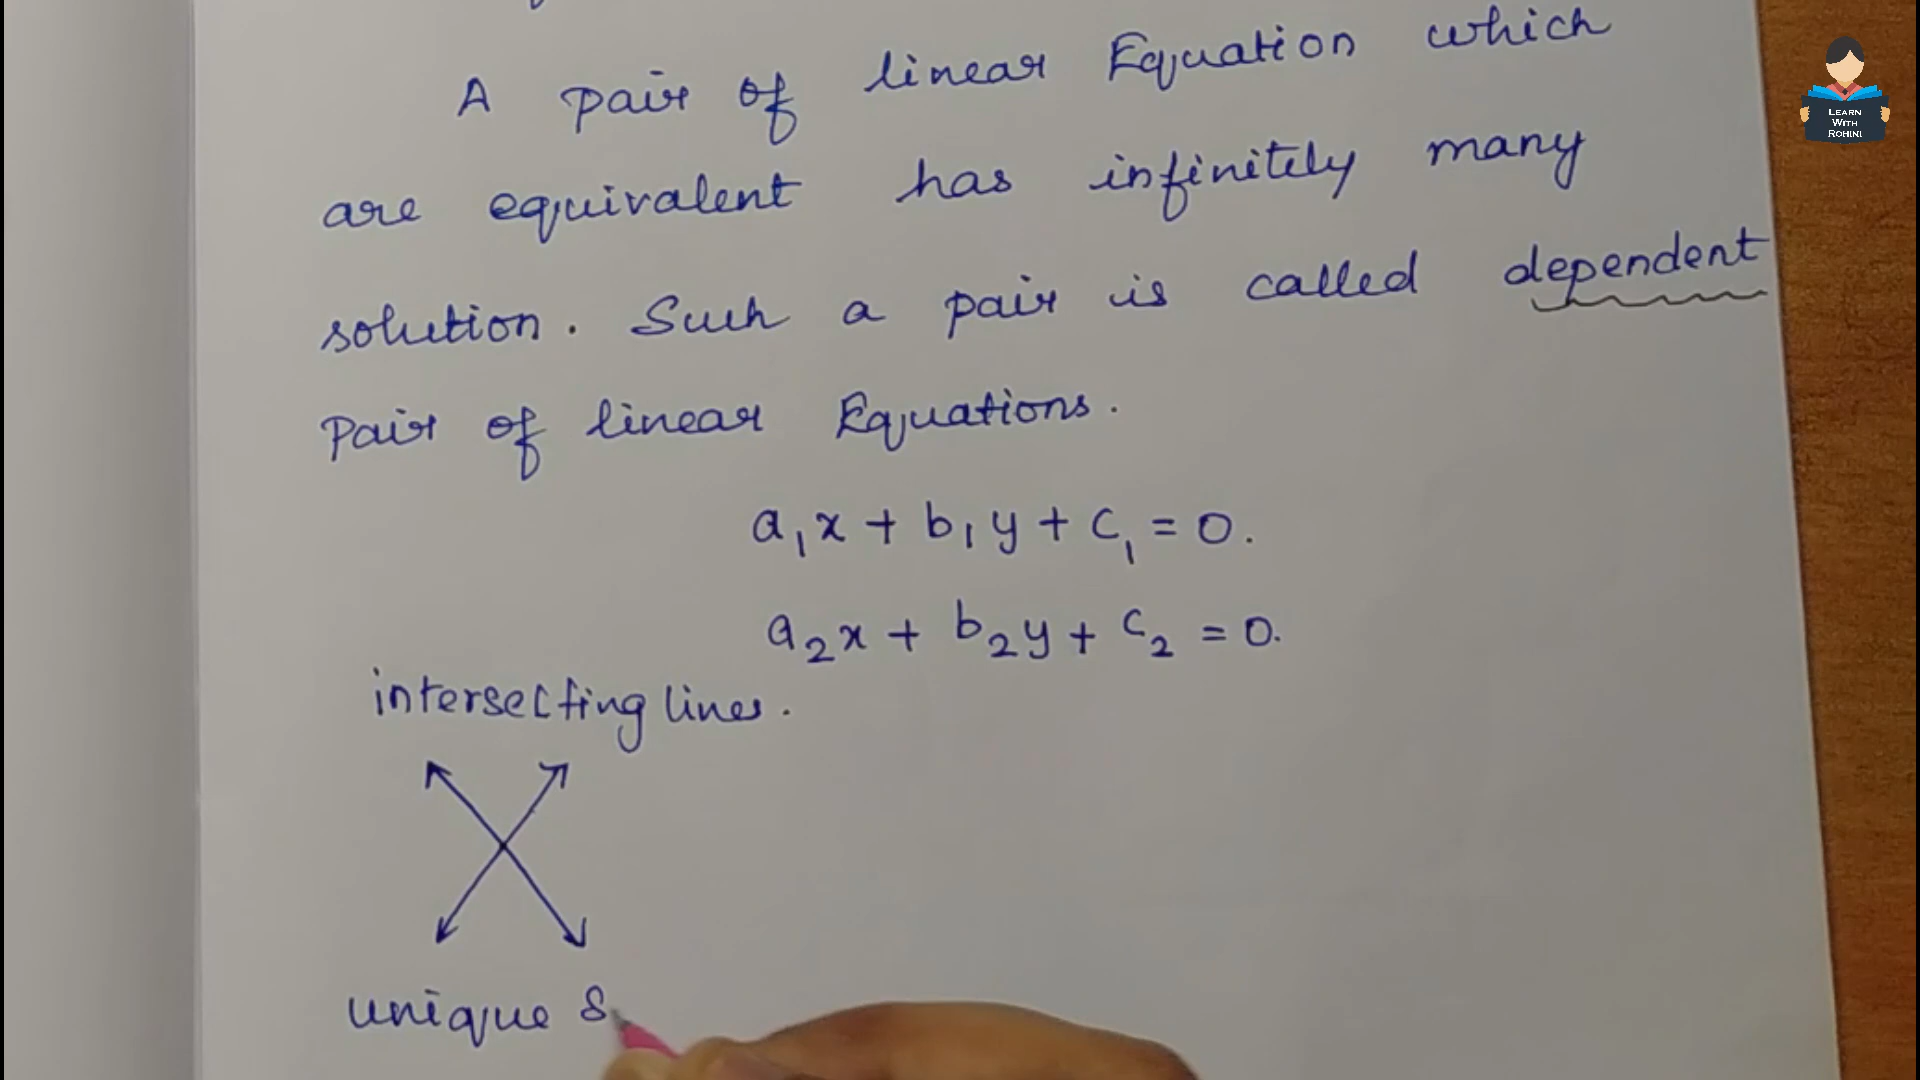 A pair of linear Equation which
are equivalent has infinitely many
solution. Such a pair is called dependent
Pair of linear Equations.
a₁x + b₁y + c₁ = 0.
a₂x + b₂y + c₂ = 0.
intersecting lines.
unique S
LEARN
WITH
ROHINI